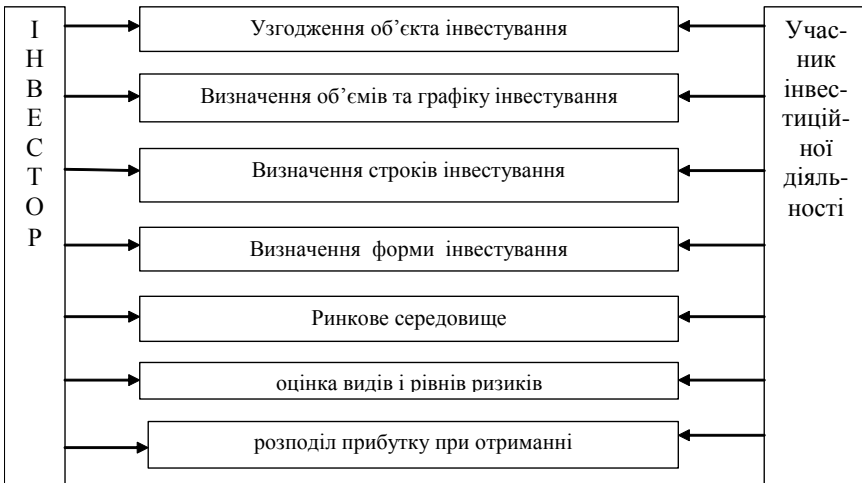 І
Н
В
Е
С
Т
О
Р
Узгодження об’єкта інвестування
Визначення об’ємів та графіку інвестування
Визначення строків інвестування
Визначення форми інвестування
Ринкове середовище
оцінка видів і рівнів ризиків
розподіл прибутку при отриманні
Учас-
ник
інвес-
тицій-
ної
діяль-
ності